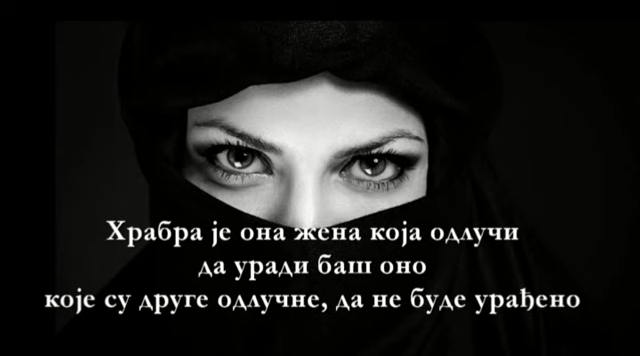 Храбра је она жена која одлучи
да уради баш оно
које су друге одлучне, да не буде урађено